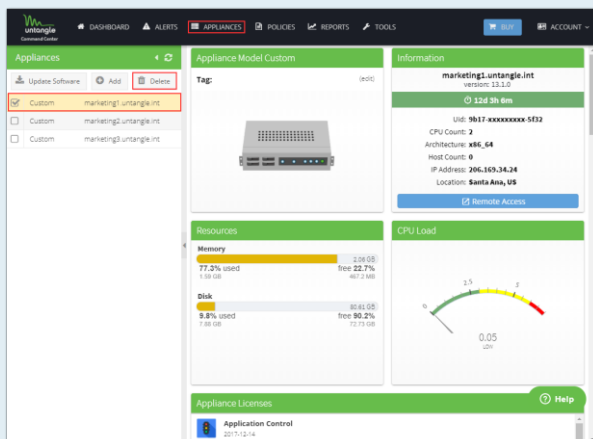 untangle
Command Center
DASHBOARD
ALERTS
APPLIANCES
POLICIES
REPORTS
TOOLS
BUY
ACCOUNT
Appliances
Update Software
Add
Delete
Custom marketing1.untangle.int
Custom marketing2.untangle.int
Custom marketing3.untangle.int
Appliance Model Custom
Tag: (edit)
Information
marketing1.untangle.int
version: 13.1.0
12d 3h 6m
Uid: 9b17-xxxxxxxxx-5f32
CPU Count: 2
Architecture: x86_64
Host Count: 0
IP Address: 206.169.34.24
Location: Santa Ana, US
Remote Access
Resources
Memory
2.06 GB
77.3% used free 22.7%
1.59 GB 467.2 MB
Disk
80.61 GB
9.8% used free 90.2%
7.88 GB 72.73 GB
CPU Load
0
2.5
3
0.05
LOW
Help
Appliance Licenses
Application Control
2017-12-14